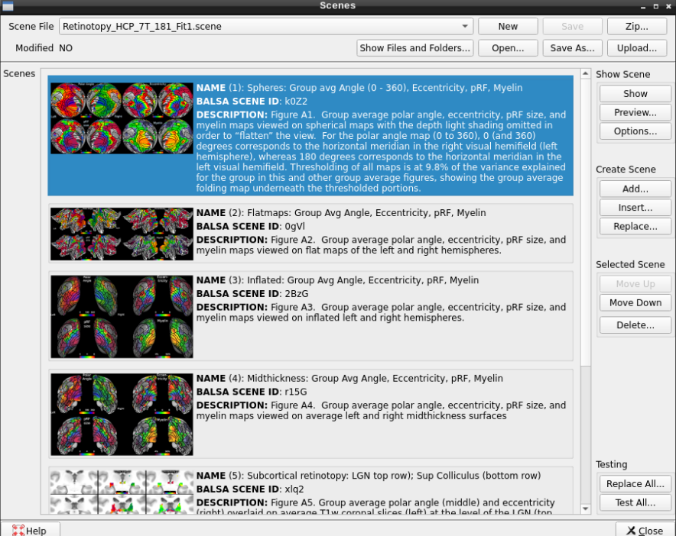 Scenes
Scene File
Retinotopy_HCP_7T_181_Fit1.scene
New
Save
Zip...
Modified NO
Show Files and Folders...
Open...
Save As...
Upload...
Scenes
NAME (1): Spheres: Group avg Angle (0 - 360), Eccentricity, pRF, Myelin
BALSA SCENE ID: k0Z2
DESCRIPTION: Figure A1. Group average polar angle, eccentricity, pRF size, and
myelin maps viewed on spherical maps with the depth light shading omitted in
order to "flatten" the view. For the polar angle map (0 to 360), 0 (and 360)
degrees corresponds to the horizontal meridian in the right visual hemifield (left
hemisphere), whereas 180 degrees corresponds to the horizontal meridian in the
left visual hemifield. Thresholding of all maps is at 9.8% of the variance explained
for the group in this and other group average figures, showing the group average
folding map underneath the thresholded portions.
NAME (2): Flatmaps: Group Avg Angle, Eccentricity, pRF, Myelin
BALSA SCENE ID: 0gVl
DESCRIPTION: Figure A2. Group average polar angle, eccentricity, pRF size, and
myelin maps viewed on flat maps of the left and right hemispheres.
NAME (3): Inflated: Group Avg Angle, Eccentricity, pRF, Myelin
BALSA SCENE ID: 2BzG
DESCRIPTION: Figure A3. Group average polar angle, eccentricity, pRF size, and
myelin maps viewed on inflated left and right hemispheres.
NAME (4): Midthickness: Group Avg Angle, Eccentricity, pRF, Myelin
BALSA SCENE ID: r15G
DESCRIPTION: Figure A4. Group average polar angle, eccentricity, pRF size, and
myelin maps viewed on average left and right midthickness surfaces
NAME (5): Subcortical retinotopy: LGN top row); Sup Colliculus (bottom row)
BALSA SCENE ID: xlq2
DESCRIPTION: Figure A5. Group average polar angle (middle) and eccentricity
(right) overlaid on average T1w coronal slices (left) at the level of the LGN (top
Show Scene
Show
Preview...
Options...
Create Scene
Add...
Insert...
Replace...
Selected Scene
Move Up
Move Down
Delete...
Testing
Replace All...
Test All...
Help
Close